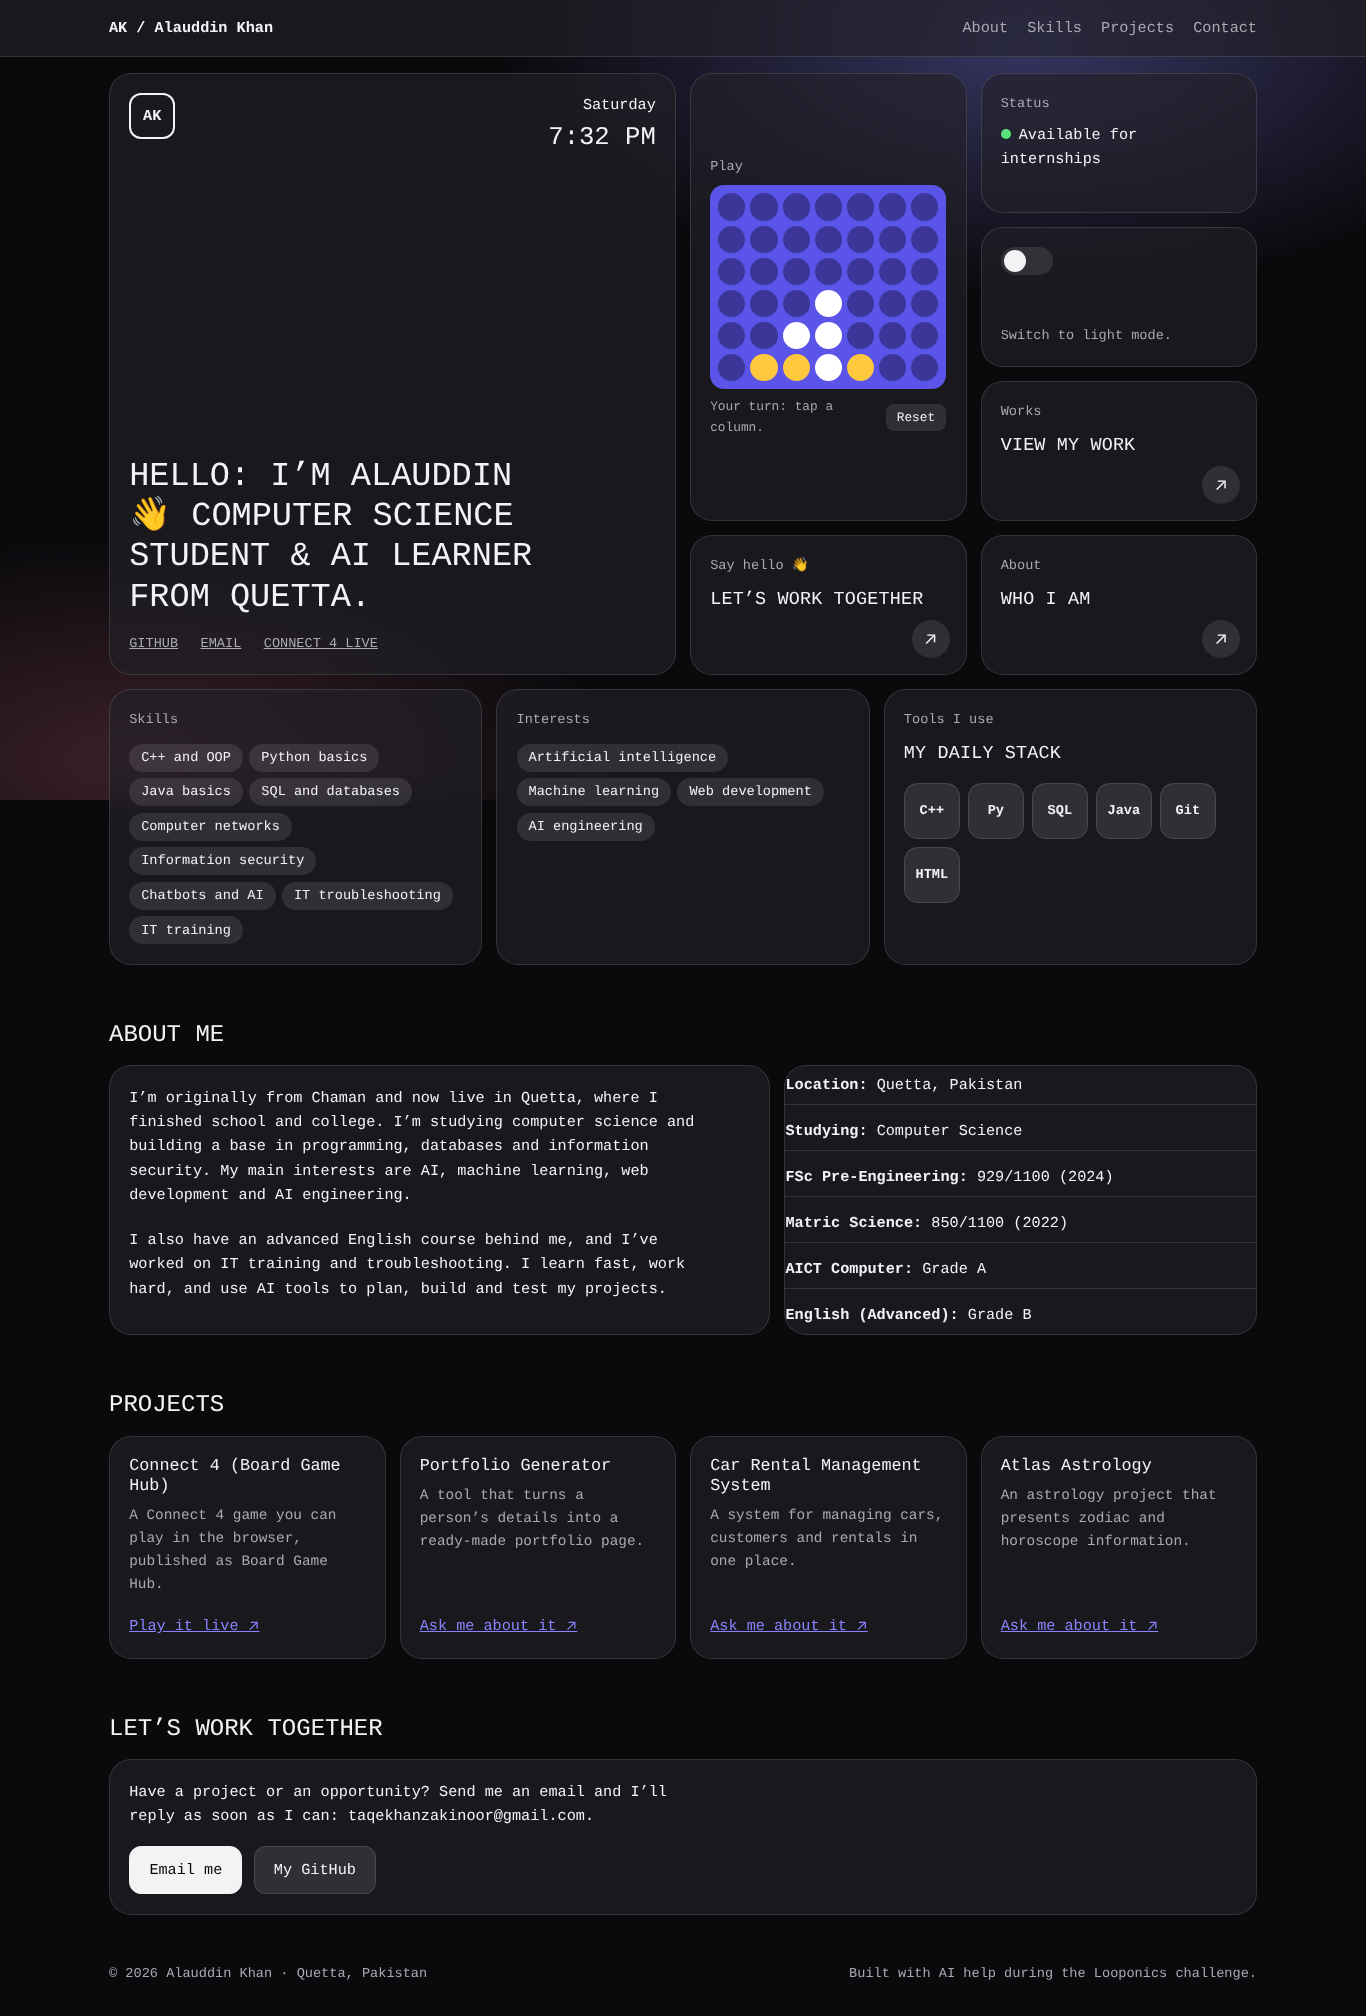 AK / Alauddin Khan
About Skills Projects Contact
AK
Saturday
7:32 PM
HELLO: I’M ALAUDDIN
👋 COMPUTER SCIENCE
STUDENT & AI LEARNER
FROM QUETTA.
GITHUB EMAIL CONNECT 4 LIVE
Play
Your turn: tap a
column.
Reset
Status
Available for
internships
Switch to light mode.
Works
VIEW MY WORK
Say hello 👋
LET’S WORK TOGETHER
About
WHO I AM
Skills
C++ and OOP Python basics
Java basics SQL and databases
Computer networks
Information security
Chatbots and AI IT troubleshooting
IT training
Interests
Artificial intelligence
Machine learning Web development
AI engineering
Tools I use
MY DAILY STACK
C++ Py SQL Java Git
HTML
ABOUT ME
I’m originally from Chaman and now live in Quetta, where I
finished school and college. I’m studying computer science and
building a base in programming, databases and information
security. My main interests are AI, machine learning, web
development and AI engineering.
I also have an advanced English course behind me, and I’ve
worked on IT training and troubleshooting. I learn fast, work
hard, and use AI tools to plan, build and test my projects.
Location: Quetta, Pakistan
Studying: Computer Science
FSc Pre-Engineering: 929/1100 (2024)
Matric Science: 850/1100 (2022)
AICT Computer: Grade A
English (Advanced): Grade B
PROJECTS
Connect 4 (Board Game
Hub)
A Connect 4 game you can
play in the browser,
published as Board Game
Hub.
Play it live ↗
Portfolio Generator
A tool that turns a
person’s details into a
ready-made portfolio page.
Ask me about it ↗
Car Rental Management
System
A system for managing cars,
customers and rentals in
one place.
Ask me about it ↗
Atlas Astrology
An astrology project that
presents zodiac and
horoscope information.
Ask me about it ↗
LET’S WORK TOGETHER
Have a project or an opportunity? Send me an email and I’ll
reply as soon as I can: taqekhanzakinoor@gmail.com.
Email me My GitHub
© 2026 Alauddin Khan · Quetta, Pakistan
Built with AI help during the Looponics challenge.